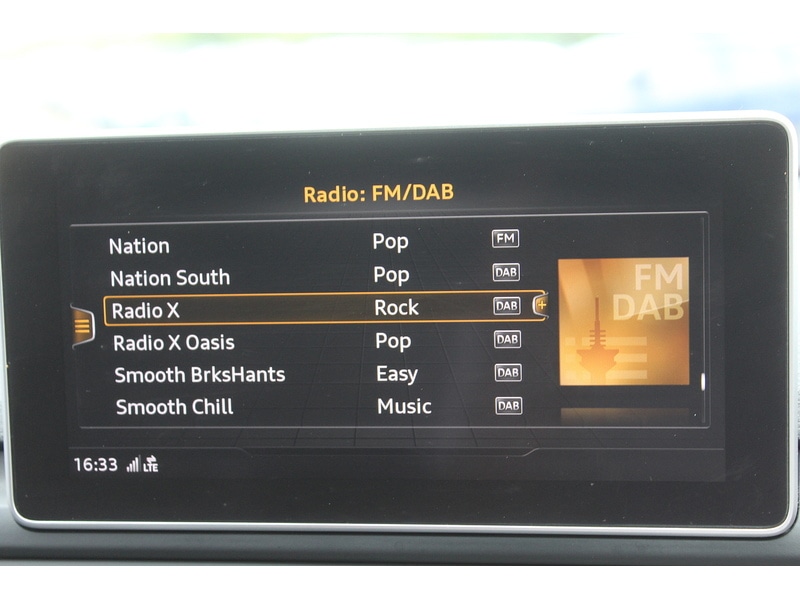 Radio: FM/DAB
Nation Pop FM
Nation South Pop DAB
Radio X Rock DAB
Radio X Oasis Pop DAB
Smooth BrksHants Easy DAB
Smooth Chill Music DAB
FM
DAB
16:33 LTE